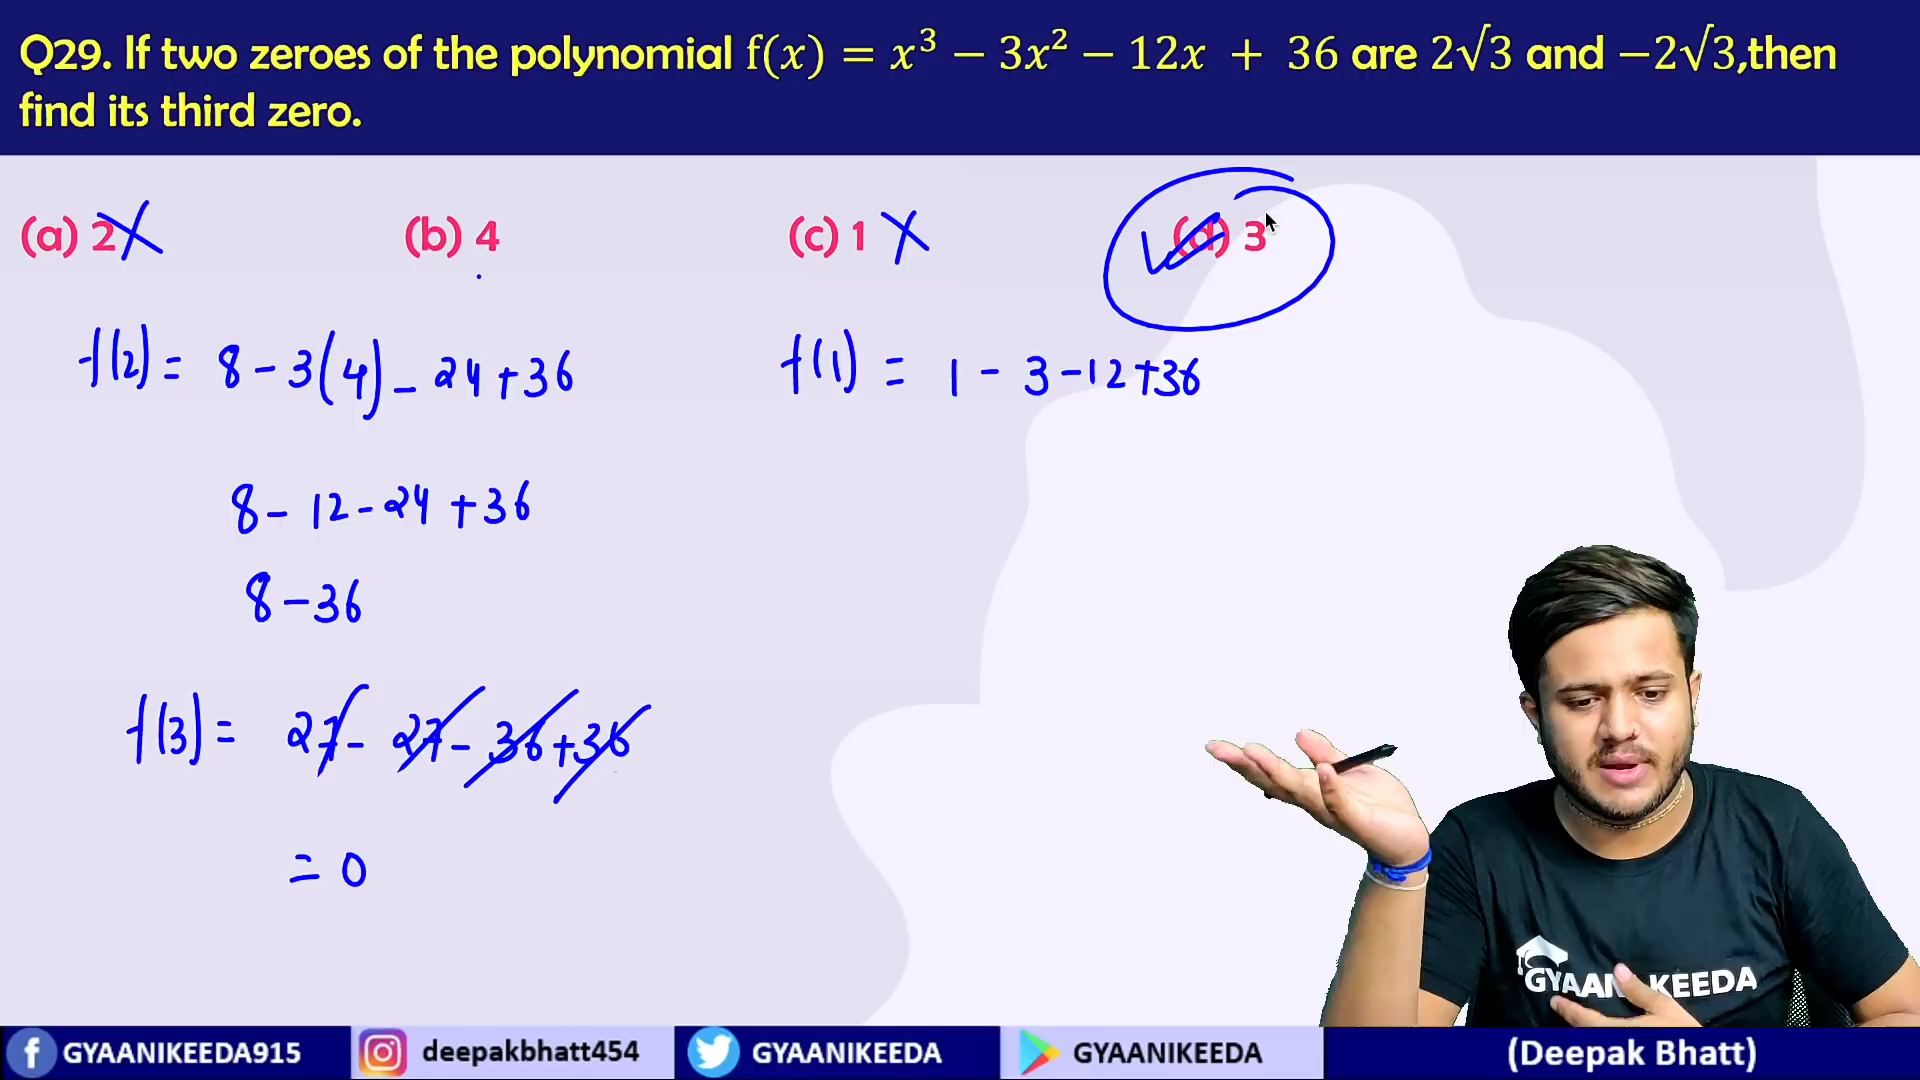 Q29. If two zeroes of the polynomial f(x) = x³ − 3x² − 12x + 36 are 2√3 and −2√3,then
find its third zero.
(a) 2 (b) 4 (c) 1 (d) 3
f(2) = 8 - 3(4) - 24 + 36
f(1) = 1 - 3 - 12 + 36
8 - 12 - 24 + 36
8 - 36
f(3) = 27 - 27 - 36 + 36
= 0
GYAANIKEEDA915 deepakbhatt454 GYAANIKEEDA GYAANIKEEDA (Deepak Bhatt)